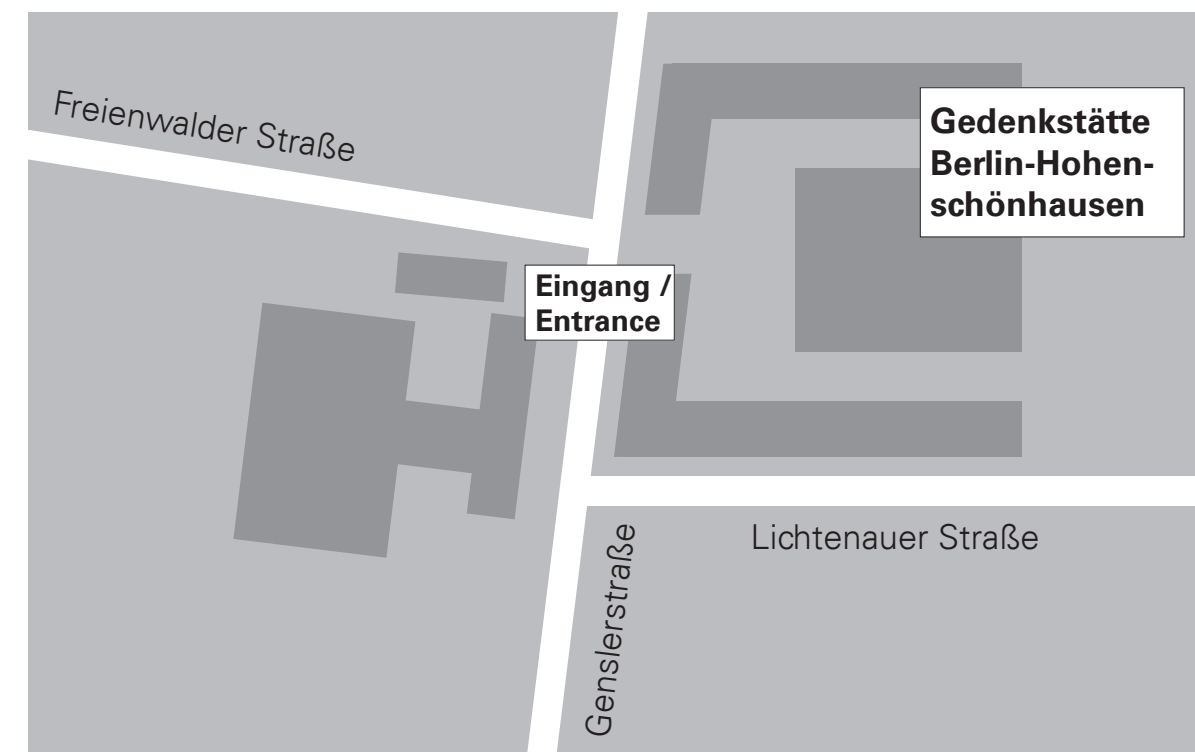 Freienwalder Straße
Gedenkstätte
Berlin-Hohen-
schönhausen
Eingang /
Entrance
Lichtenauer Straße
Genslerstraße